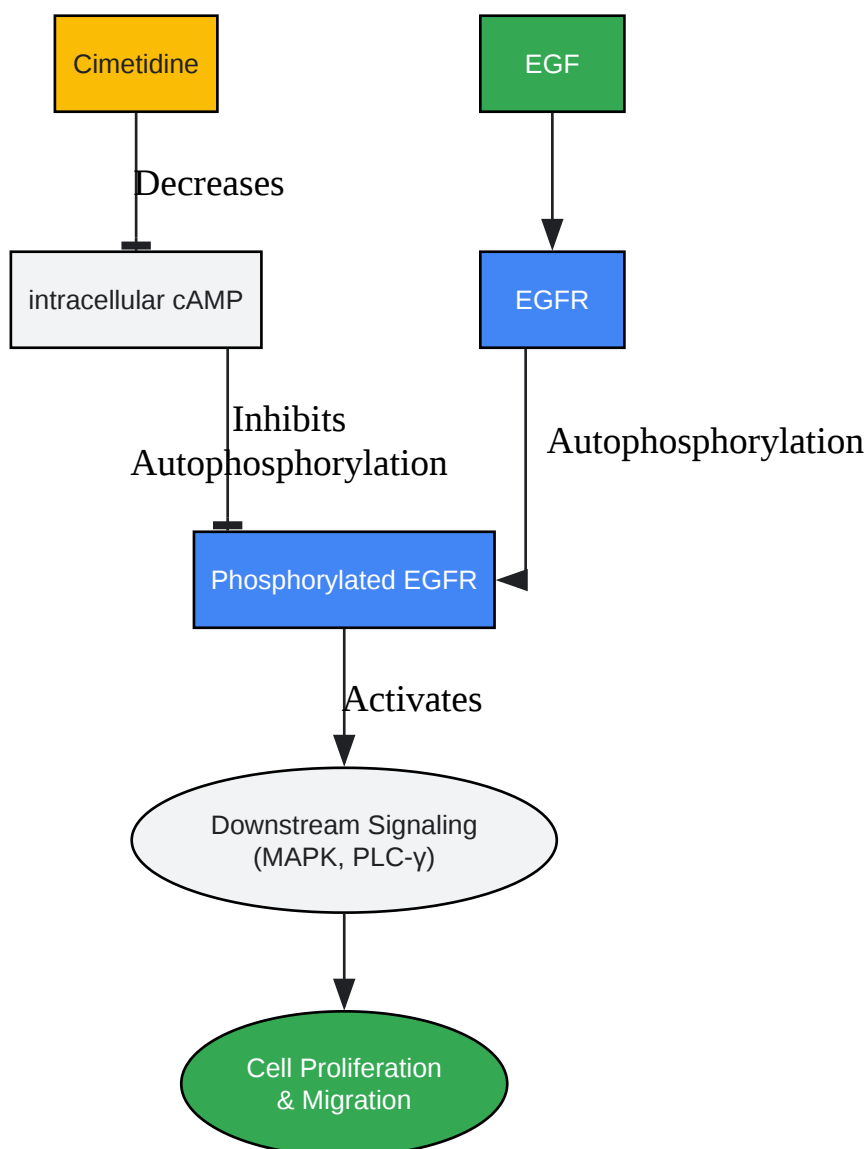 Cimetidine
EGF
Decreases
intracellular cAMP
EGFR
Inhibits
Autophosphorylation
Autophosphorylation
Phosphorylated EGFR
Activates
Downstream Signaling
(MAPK, PLC-γ)
Cell Proliferation
& Migration